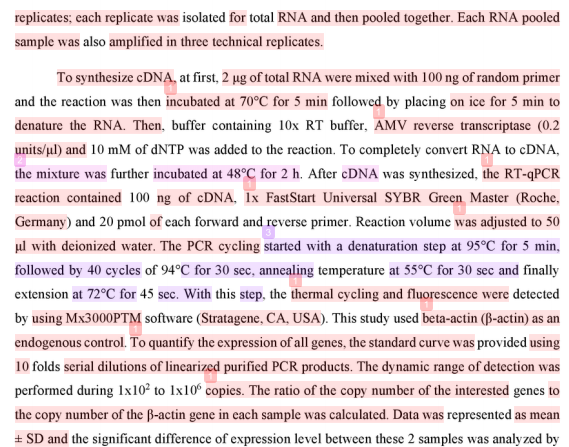 replicates; each replicate was isolated for total RNA and then pooled together. Each RNA pooled
sample was also amplified in three technical replicates.
To synthesize cDNA, at first, 2 µg of total RNA were mixed with 100 ng of random primer
1
and the reaction was then incubated at 70°C for 5 min followed by placing on ice for 5 min to
1
denature the RNA. Then, buffer containing 10x RT buffer, AMV reverse transcriptase (0.2
units/µl) and 10 mM of dNTP was added to the reaction. To completely convert RNA to cDNA,
2 1
the mixture was further incubated at 48°C for 2 h. After cDNA was synthesized, the RT-qPCR
1
reaction contained 100 ng of cDNA, 1x FastStart Universal SYBR Green Master (Roche,
1
Germany) and 20 pmol of each forward and reverse primer. Reaction volume was adjusted to 50
3
µl with deionized water. The PCR cycling started with a denaturation step at 95°C for 5 min,
followed by 40 cycles of 94°C for 30 sec, annealing temperature at 55°C for 30 sec and finally
1
extension at 72°C for 45 sec. With this step, the thermal cycling and fluorescence were detected
1
by using Mx3000PTM software (Stratagene, CA, USA). This study used beta-actin (β-actin) as an
1
endogenous control. To quantify the expression of all genes, the standard curve was provided using
10 folds serial dilutions of linearized purified PCR products. The dynamic range of detection was
1
performed during 1x10² to 1x10⁶ copies. The ratio of the copy number of the interested genes to
the copy number of the β-actin gene in each sample was calculated. Data was represented as mean
± SD and the significant difference of expression level between these 2 samples was analyzed by